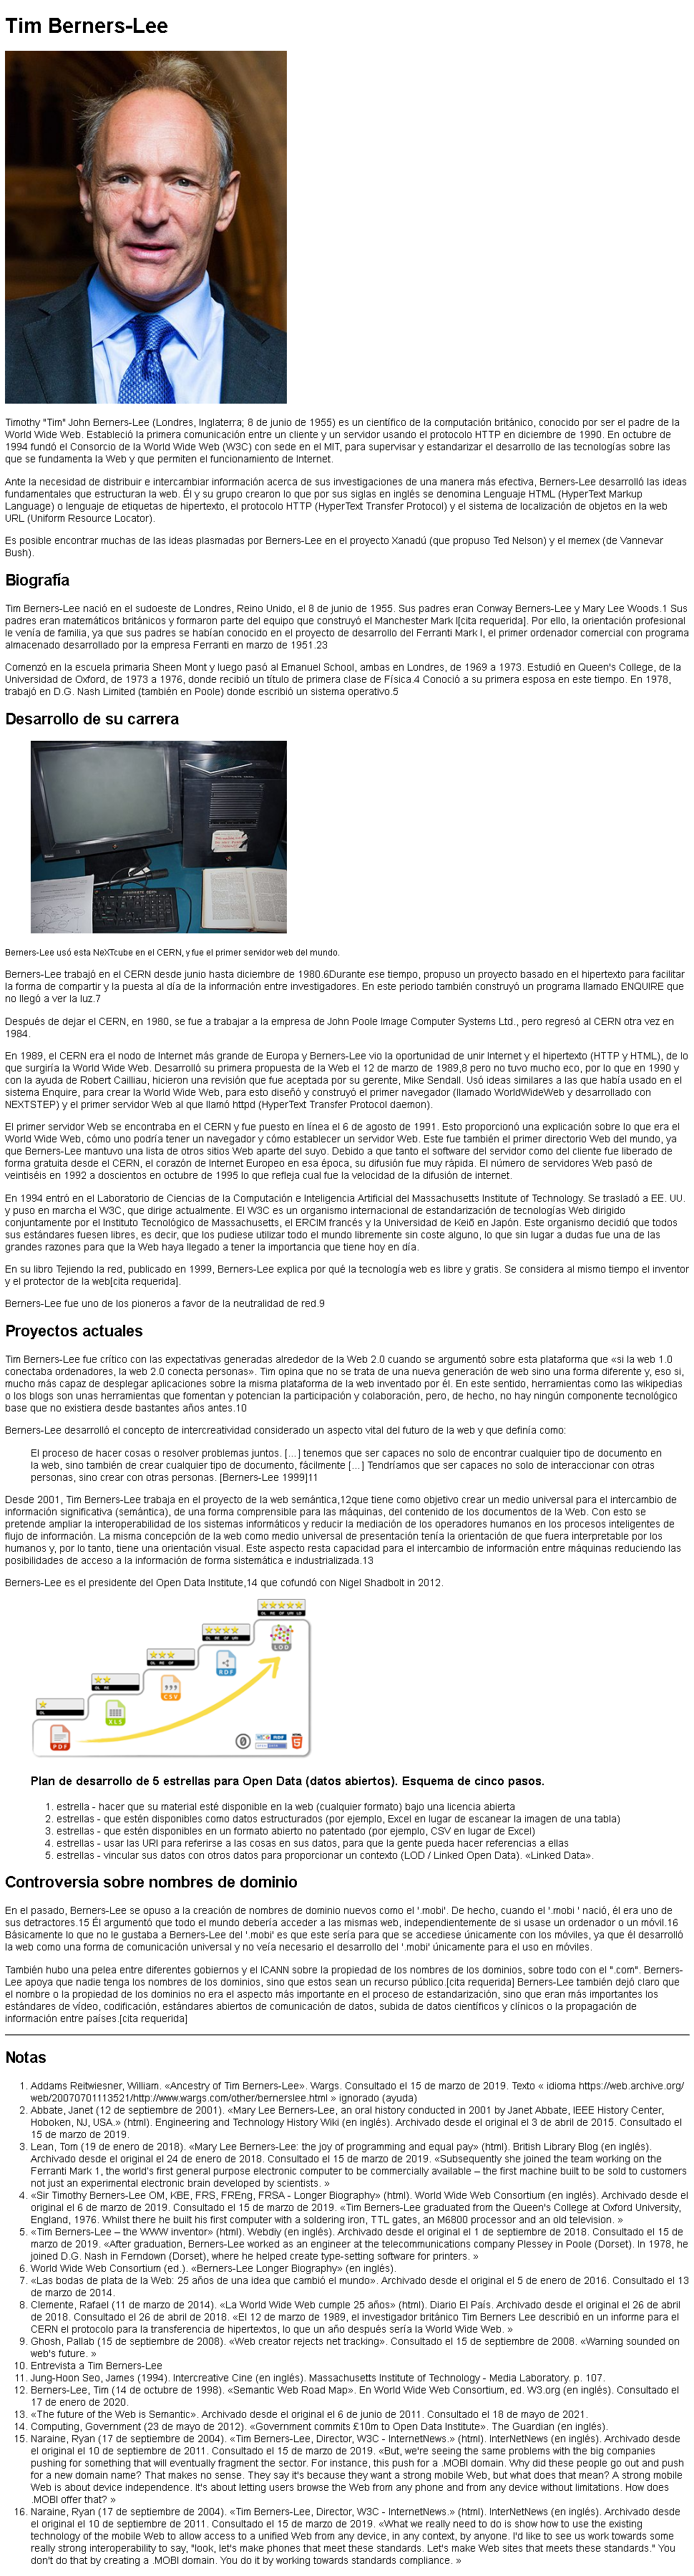 Tim Berners-Lee
Timothy "Tim" John Berners-Lee (Londres, Inglaterra; 8 de junio de 1955) es un científico de la computación británico, conocido por ser el padre de la
World Wide Web. Estableció la primera comunicación entre un cliente y un servidor usando el protocolo HTTP en diciembre de 1990. En octubre de
1994 fundó el Consorcio de la World Wide Web (W3C) con sede en el MIT, para supervisar y estandarizar el desarrollo de las tecnologías sobre las
que se fundamenta la Web y que permiten el funcionamiento de Internet.
Ante la necesidad de distribuir e intercambiar información acerca de sus investigaciones de una manera más efectiva, Berners-Lee desarrolló las ideas
fundamentales que estructuran la web. Él y su grupo crearon lo que por sus siglas en inglés se denomina Lenguaje HTML (HyperText Markup
Language) o lenguaje de etiquetas de hipertexto, el protocolo HTTP (HyperText Transfer Protocol) y el sistema de localización de objetos en la web
URL (Uniform Resource Locator).
Es posible encontrar muchas de las ideas plasmadas por Berners-Lee en el proyecto Xanadú (que propuso Ted Nelson) y el memex (de Vannevar
Bush).
Biografía
Tim Berners-Lee nació en el sudoeste de Londres, Reino Unido, el 8 de junio de 1955. Sus padres eran Conway Berners-Lee y Mary Lee Woods.1 Sus
padres eran matemáticos británicos y formaron parte del equipo que construyó el Manchester Mark I[cita requerida]. Por ello, la orientación profesional
le venía de familia, ya que sus padres se habían conocido en el proyecto de desarrollo del Ferranti Mark I, el primer ordenador comercial con programa
almacenado desarrollado por la empresa Ferranti en marzo de 1951.23
Comenzó en la escuela primaria Sheen Mont y luego pasó al Emanuel School, ambas en Londres, de 1969 a 1973. Estudió en Queen's College, de la
Universidad de Oxford, de 1973 a 1976, donde recibió un título de primera clase de Física.4 Conoció a su primera esposa en este tiempo. En 1978,
trabajó en D.G. Nash Limited (también en Poole) donde escribió un sistema operativo.5
Desarrollo de su carrera
Berners-Lee usó esta NeXTcube en el CERN, y fue el primer servidor web del mundo.
Berners-Lee trabajó en el CERN desde junio hasta diciembre de 1980.6Durante ese tiempo, propuso un proyecto basado en el hipertexto para facilitar
la forma de compartir y la puesta al día de la información entre investigadores. En este periodo también construyó un programa llamado ENQUIRE que
no llegó a ver la luz.7
Después de dejar el CERN, en 1980, se fue a trabajar a la empresa de John Poole Image Computer Systems Ltd., pero regresó al CERN otra vez en
1984.
En 1989, el CERN era el nodo de Internet más grande de Europa y Berners-Lee vio la oportunidad de unir Internet y el hipertexto (HTTP y HTML), de lo
que surgiría la World Wide Web. Desarrolló su primera propuesta de la Web el 12 de marzo de 1989,8 pero no tuvo mucho eco, por lo que en 1990 y
con la ayuda de Robert Cailliau, hicieron una revisión que fue aceptada por su gerente, Mike Sendall. Usó ideas similares a las que había usado en el
sistema Enquire, para crear la World Wide Web, para esto diseñó y construyó el primer navegador (llamado WorldWideWeb y desarrollado con
NEXTSTEP) y el primer servidor Web al que llamó httpd (HyperText Transfer Protocol daemon).
El primer servidor Web se encontraba en el CERN y fue puesto en línea el 6 de agosto de 1991. Esto proporcionó una explicación sobre lo que era el
World Wide Web, cómo uno podría tener un navegador y cómo establecer un servidor Web. Este fue también el primer directorio Web del mundo, ya
que Berners-Lee mantuvo una lista de otros sitios Web aparte del suyo. Debido a que tanto el software del servidor como del cliente fue liberado de
forma gratuita desde el CERN, el corazón de Internet Europeo en esa época, su difusión fue muy rápida. El número de servidores Web pasó de
veintiséis en 1992 a doscientos en octubre de 1995 lo que refleja cual fue la velocidad de la difusión de internet.
En 1994 entró en el Laboratorio de Ciencias de la Computación e Inteligencia Artificial del Massachusetts Institute of Technology. Se trasladó a EE. UU.
y puso en marcha el W3C, que dirige actualmente. El W3C es un organismo internacional de estandarización de tecnologías Web dirigido
conjuntamente por el Instituto Tecnológico de Massachusetts, el ERCIM francés y la Universidad de Keiō en Japón. Este organismo decidió que todos
sus estándares fuesen libres, es decir, que los pudiese utilizar todo el mundo libremente sin coste alguno, lo que sin lugar a dudas fue una de las
grandes razones para que la Web haya llegado a tener la importancia que tiene hoy en día.
En su libro Tejiendo la red, publicado en 1999, Berners-Lee explica por qué la tecnología web es libre y gratis. Se considera al mismo tiempo el inventor
y el protector de la web[cita requerida].
Berners-Lee fue uno de los pioneros a favor de la neutralidad de red.9
Proyectos actuales
Tim Berners-Lee fue crítico con las expectativas generadas alrededor de la Web 2.0 cuando se argumentó sobre esta plataforma que «si la web 1.0
conectaba ordenadores, la web 2.0 conecta personas». Tim opina que no se trata de una nueva generación de web sino una forma diferente y, eso si,
mucho más capaz de desplegar aplicaciones sobre la misma plataforma de la web inventado por él. En este sentido, herramientas como las wikipedias
o los blogs son unas herramientas que fomentan y potencian la participación y colaboración, pero, de hecho, no hay ningún componente tecnológico
base que no existiera desde bastantes años antes.10
Berners-Lee desarrolló el concepto de intercreatividad considerado un aspecto vital del futuro de la web y que definía como:
El proceso de hacer cosas o resolver problemas juntos. […] tenemos que ser capaces no solo de encontrar cualquier tipo de documento en
la web, sino también de crear cualquier tipo de documento, fácilmente […] Tendríamos que ser capaces no solo de interaccionar con otras
personas, sino crear con otras personas. [Berners-Lee 1999]11
Desde 2001, Tim Berners-Lee trabaja en el proyecto de la web semántica,12que tiene como objetivo crear un medio universal para el intercambio de
información significativa (semántica), de una forma comprensible para las máquinas, del contenido de los documentos de la Web. Con esto se
pretende ampliar la interoperabilidad de los sistemas informáticos y reducir la mediación de los operadores humanos en los procesos inteligentes de
flujo de información. La misma concepción de la web como medio universal de presentación tenía la orientación de que fuera interpretable por los
humanos y, por lo tanto, tiene una orientación visual. Este aspecto resta capacidad para el intercambio de información entre máquinas reduciendo las
posibilidades de acceso a la información de forma sistemática e industrializada.13
Berners-Lee es el presidente del Open Data Institute,14 que cofundó con Nigel Shadbolt in 2012.
OL RE OF URI LD
OL RE OF URI
LOD
OL RE OF
RDF
OL RE
CSV
OL
XLS
PDF
Plan de desarrollo de 5 estrellas para Open Data (datos abiertos). Esquema de cinco pasos.
1. estrella - hacer que su material esté disponible en la web (cualquier formato) bajo una licencia abierta
2. estrellas - que estén disponibles como datos estructurados (por ejemplo, Excel en lugar de escanear la imagen de una tabla)
3. estrellas - que estén disponibles en un formato abierto no patentado (por ejemplo, CSV en lugar de Excel)
4. estrellas - usar las URI para referirse a las cosas en sus datos, para que la gente pueda hacer referencias a ellas
5. estrellas - vincular sus datos con otros datos para proporcionar un contexto (LOD / Linked Open Data). «Linked Data».
Controversia sobre nombres de dominio
En el pasado, Berners-Lee se opuso a la creación de nombres de dominio nuevos como el '.mobi'. De hecho, cuando el '.mobi ' nació, él era uno de
sus detractores.15 Él argumentó que todo el mundo debería acceder a las mismas web, independientemente de si usase un ordenador o un móvil.16
Básicamente lo que no le gustaba a Berners-Lee del '.mobi' es que este sería para que se accediese únicamente con los móviles, ya que él desarrolló
la web como una forma de comunicación universal y no veía necesario el desarrollo del '.mobi' únicamente para el uso en móviles.
También hubo una pelea entre diferentes gobiernos y el ICANN sobre la propiedad de los nombres de los dominios, sobre todo con el ".com". Berners-
Lee apoya que nadie tenga los nombres de los dominios, sino que estos sean un recurso público.[cita requerida] Berners-Lee también dejó claro que
el nombre o la propiedad de los dominios no era el aspecto más importante en el proceso de estandarización, sino que eran más importantes los
estándares de vídeo, codificación, estándares abiertos de comunicación de datos, subida de datos científicos y clínicos o la propagación de
información entre países.[cita requerida]
Notas
1. Addams Reitwiesner, William. «Ancestry of Tim Berners-Lee». Wargs. Consultado el 15 de marzo de 2019. Texto « idioma https://web.archive.org/
web/20070701113521/http://www.wargs.com/other/bernerslee.html » ignorado (ayuda)
2. Abbate, Janet (12 de septiembre de 2001). «Mary Lee Berners-Lee, an oral history conducted in 2001 by Janet Abbate, IEEE History Center,
Hoboken, NJ, USA.» (html). Engineering and Technology History Wiki (en inglés). Archivado desde el original el 3 de abril de 2015. Consultado el
15 de marzo de 2019.
3. Lean, Tom (19 de enero de 2018). «Mary Lee Berners-Lee: the joy of programming and equal pay» (html). British Library Blog (en inglés).
Archivado desde el original el 24 de enero de 2018. Consultado el 15 de marzo de 2019. «Subsequently she joined the team working on the
Ferranti Mark 1, the world's first general purpose electronic computer to be commercially available – the first machine built to be sold to customers
not just an experimental electronic brain developed by scientists. »
4. «Sir Timothy Berners-Lee OM, KBE, FRS, FREng, FRSA - Longer Biography» (html). World Wide Web Consortium (en inglés). Archivado desde el
original el 6 de marzo de 2019. Consultado el 15 de marzo de 2019. «Tim Berners-Lee graduated from the Queen's College at Oxford University,
England, 1976. Whilst there he built his first computer with a soldering iron, TTL gates, an M6800 processor and an old television. »
5. «Tim Berners-Lee – the WWW inventor» (html). Webdiy (en inglés). Archivado desde el original el 1 de septiembre de 2018. Consultado el 15 de
marzo de 2019. «After graduation, Berners-Lee worked as an engineer at the telecommunications company Plessey in Poole (Dorset). In 1978, he
joined D.G. Nash in Ferndown (Dorset), where he helped create type-setting software for printers. »
6. World Wide Web Consortium (ed.). «Berners-Lee Longer Biography» (en inglés).
7. «Las bodas de plata de la Web: 25 años de una idea que cambió el mundo». Archivado desde el original el 5 de enero de 2016. Consultado el 13
de marzo de 2014.
8. Clemente, Rafael (11 de marzo de 2014). «La World Wide Web cumple 25 años» (html). Diario El País. Archivado desde el original el 26 de abril
de 2018. Consultado el 26 de abril de 2018. «El 12 de marzo de 1989, el investigador británico Tim Berners Lee describió en un informe para el
CERN el protocolo para la transferencia de hipertextos, lo que un año después sería la World Wide Web. »
9. Ghosh, Pallab (15 de septiembre de 2008). «Web creator rejects net tracking». Consultado el 15 de septiembre de 2008. «Warning sounded on
web's future. »
10. Entrevista a Tim Berners-Lee
11. Jung-Hoon Seo, James (1994). Intercreative Cine (en inglés). Massachusetts Institute of Technology - Media Laboratory. p. 107.
12. Berners-Lee, Tim (14 de octubre de 1998). «Semantic Web Road Map». En World Wide Web Consortium, ed. W3.org (en inglés). Consultado el
17 de enero de 2020.
13. «The future of the Web is Semantic». Archivado desde el original el 6 de junio de 2011. Consultado el 18 de mayo de 2021.
14. Computing, Government (23 de mayo de 2012). «Government commits £10m to Open Data Institute». The Guardian (en inglés).
15. Naraine, Ryan (17 de septiembre de 2004). «Tim Berners-Lee, Director, W3C - InternetNews.» (html). InterNetNews (en inglés). Archivado desde
el original el 10 de septiembre de 2011. Consultado el 15 de marzo de 2019. «But, we're seeing the same problems with the big companies
pushing for something that will eventually fragment the sector. For instance, this push for a .MOBI domain. Why did these people go out and push
for a new domain name? That makes no sense. They say it's because they want a strong mobile Web, but what does that mean? A strong mobile
Web is about device independence. It's about letting users browse the Web from any phone and from any device without limitations. How does
.MOBI offer that? »
16. Naraine, Ryan (17 de septiembre de 2004). «Tim Berners-Lee, Director, W3C - InternetNews.» (html). InterNetNews (en inglés). Archivado desde
el original el 10 de septiembre de 2011. Consultado el 15 de marzo de 2019. «What we really need to do is show how to use the existing
technology of the mobile Web to allow access to a unified Web from any device, in any context, by anyone. I'd like to see us work towards some
really strong interoperability to say, "look, let's make phones that meet these standards. Let's make Web sites that meets these standards." You
don't do that by creating a .MOBI domain. You do it by working towards standards compliance. »